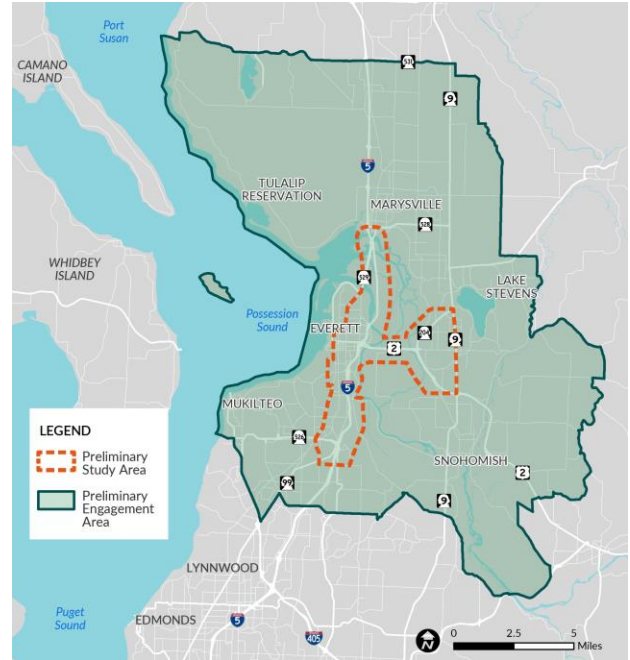 Port
Susan
CAMANO
ISLAND
531
9
5
TULALIP
RESERVATION
MARYSVILLE
528
WHIDBEY
ISLAND
529
LAKE
STEVENS
Possession
Sound
EVERETT
204
9
2
5
MUKILTEO
LEGEND
Preliminary
Study Area
Preliminary
Engagement
Area
526
SNOHOMISH
2
99
9
LYNNWOOD
Puget
Sound
EDMONDS
5
405
N
0
2.5
5
Miles